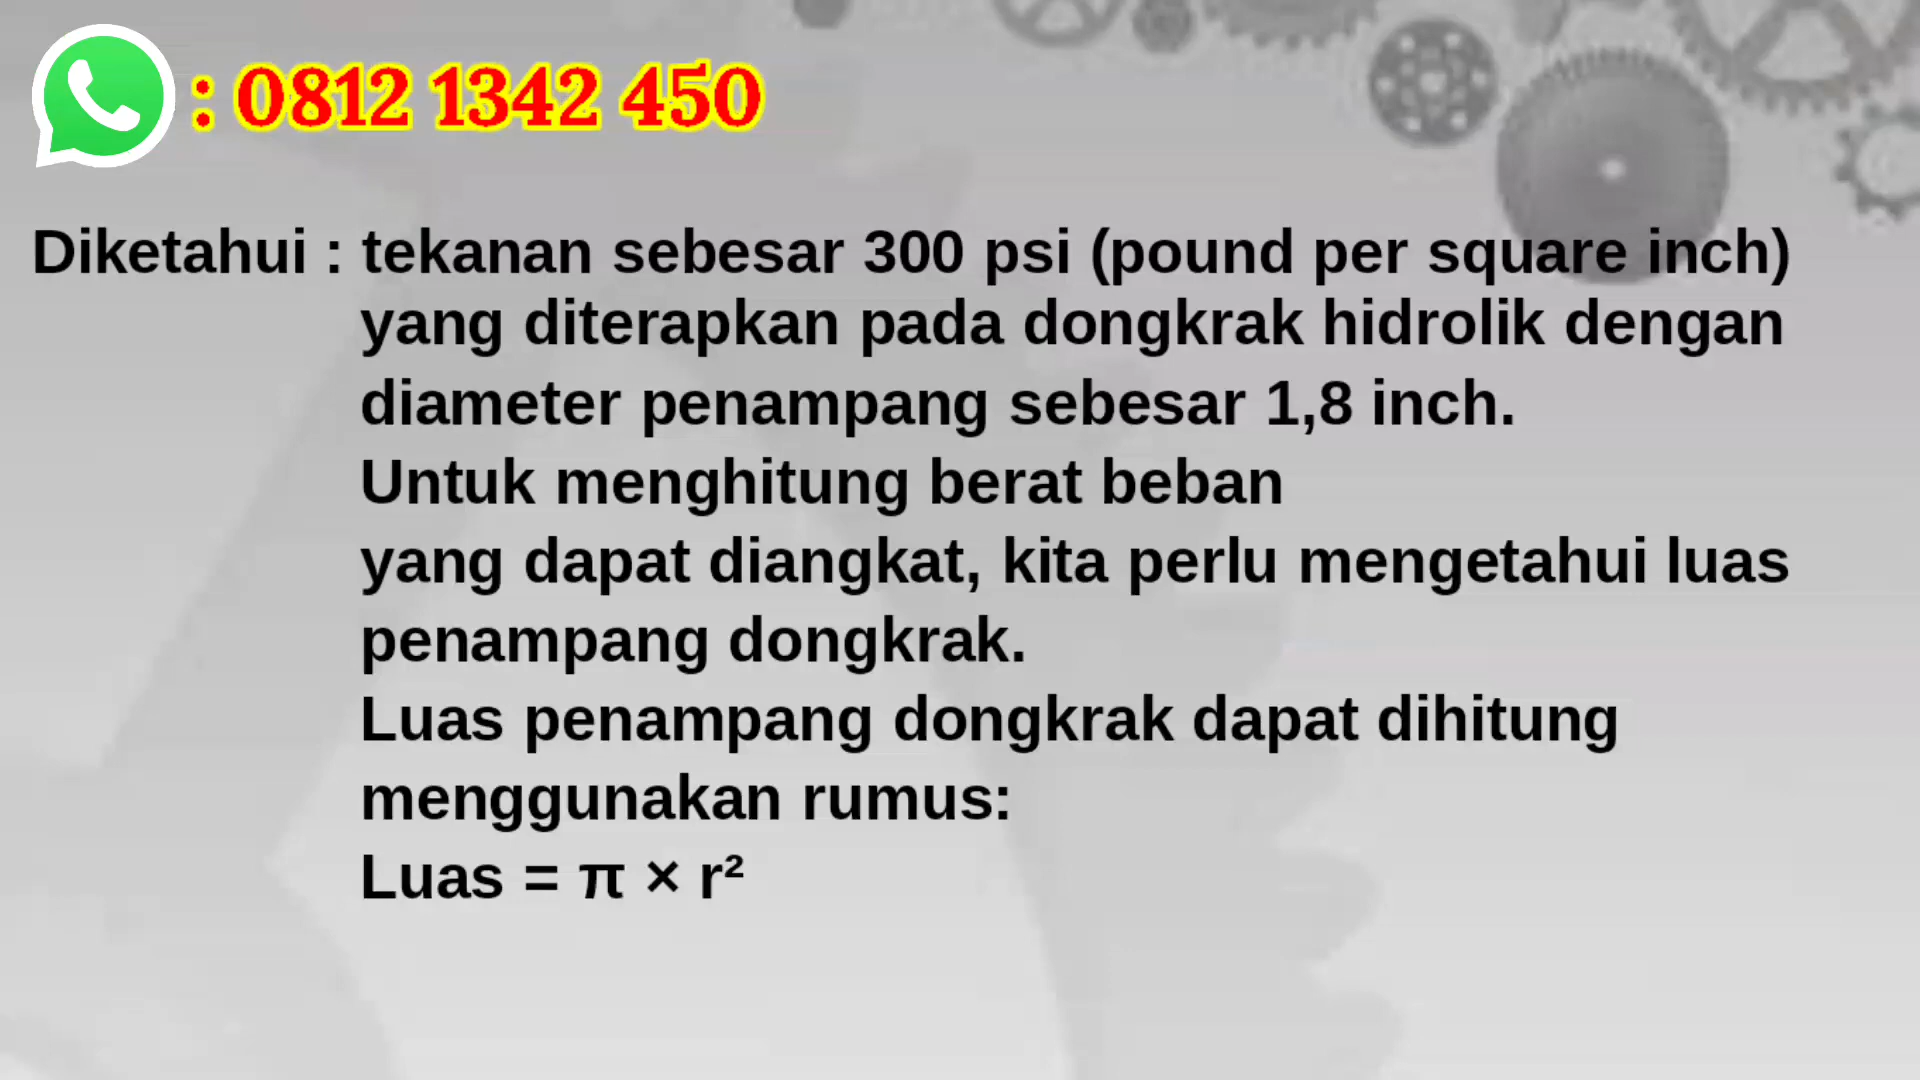 : 0812 1342 450
Diketahui : tekanan sebesar 300 psi (pound per square inch)
yang diterapkan pada dongkrak hidrolik dengan
diameter penampang sebesar 1,8 inch.
Untuk menghitung berat beban
yang dapat diangkat, kita perlu mengetahui luas
penampang dongkrak.
Luas penampang dongkrak dapat dihitung
menggunakan rumus:
Luas = π × r²